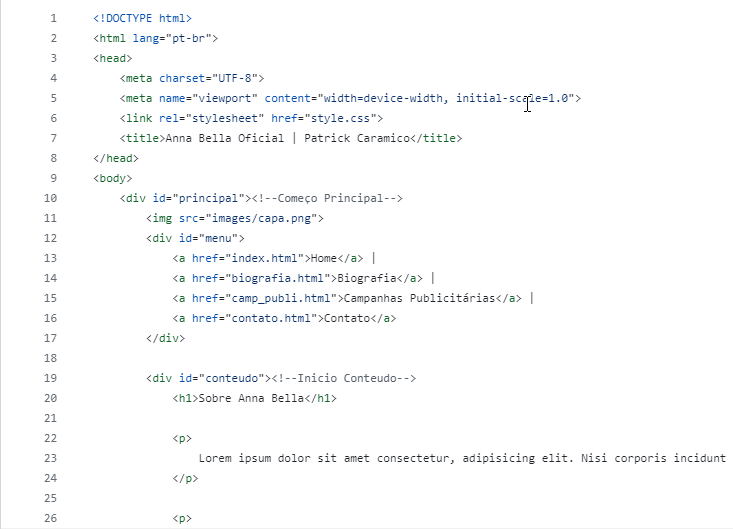 1 <!DOCTYPE html>
2 <html lang="pt-br">
3 <head>
4 <meta charset="UTF-8">
5 <meta name="viewport" content="width=device-width, initial-scale=1.0">
6 <link rel="stylesheet" href="style.css">
7 <title>Anna Bella Oficial | Patrick Caramico</title>
8 </head>
9 <body>
10 <div id="principal"><!--Começo Principal-->
11 <img src="images/capa.png">
12 <div id="menu">
13 <a href="index.html">Home</a> |
14 <a href="biografia.html">Biografia</a> |
15 <a href="camp_publi.html">Campanhas Publicitárias</a> |
16 <a href="contato.html">Contato</a>
17 </div>
18
19 <div id="conteudo"><!--Inicio Conteudo-->
20 <h1>Sobre Anna Bella</h1>
21
22 <p>
23 Lorem ipsum dolor sit amet consectetur, adipisicing elit. Nisi corporis incidunt
24 </p>
25
26 <p>